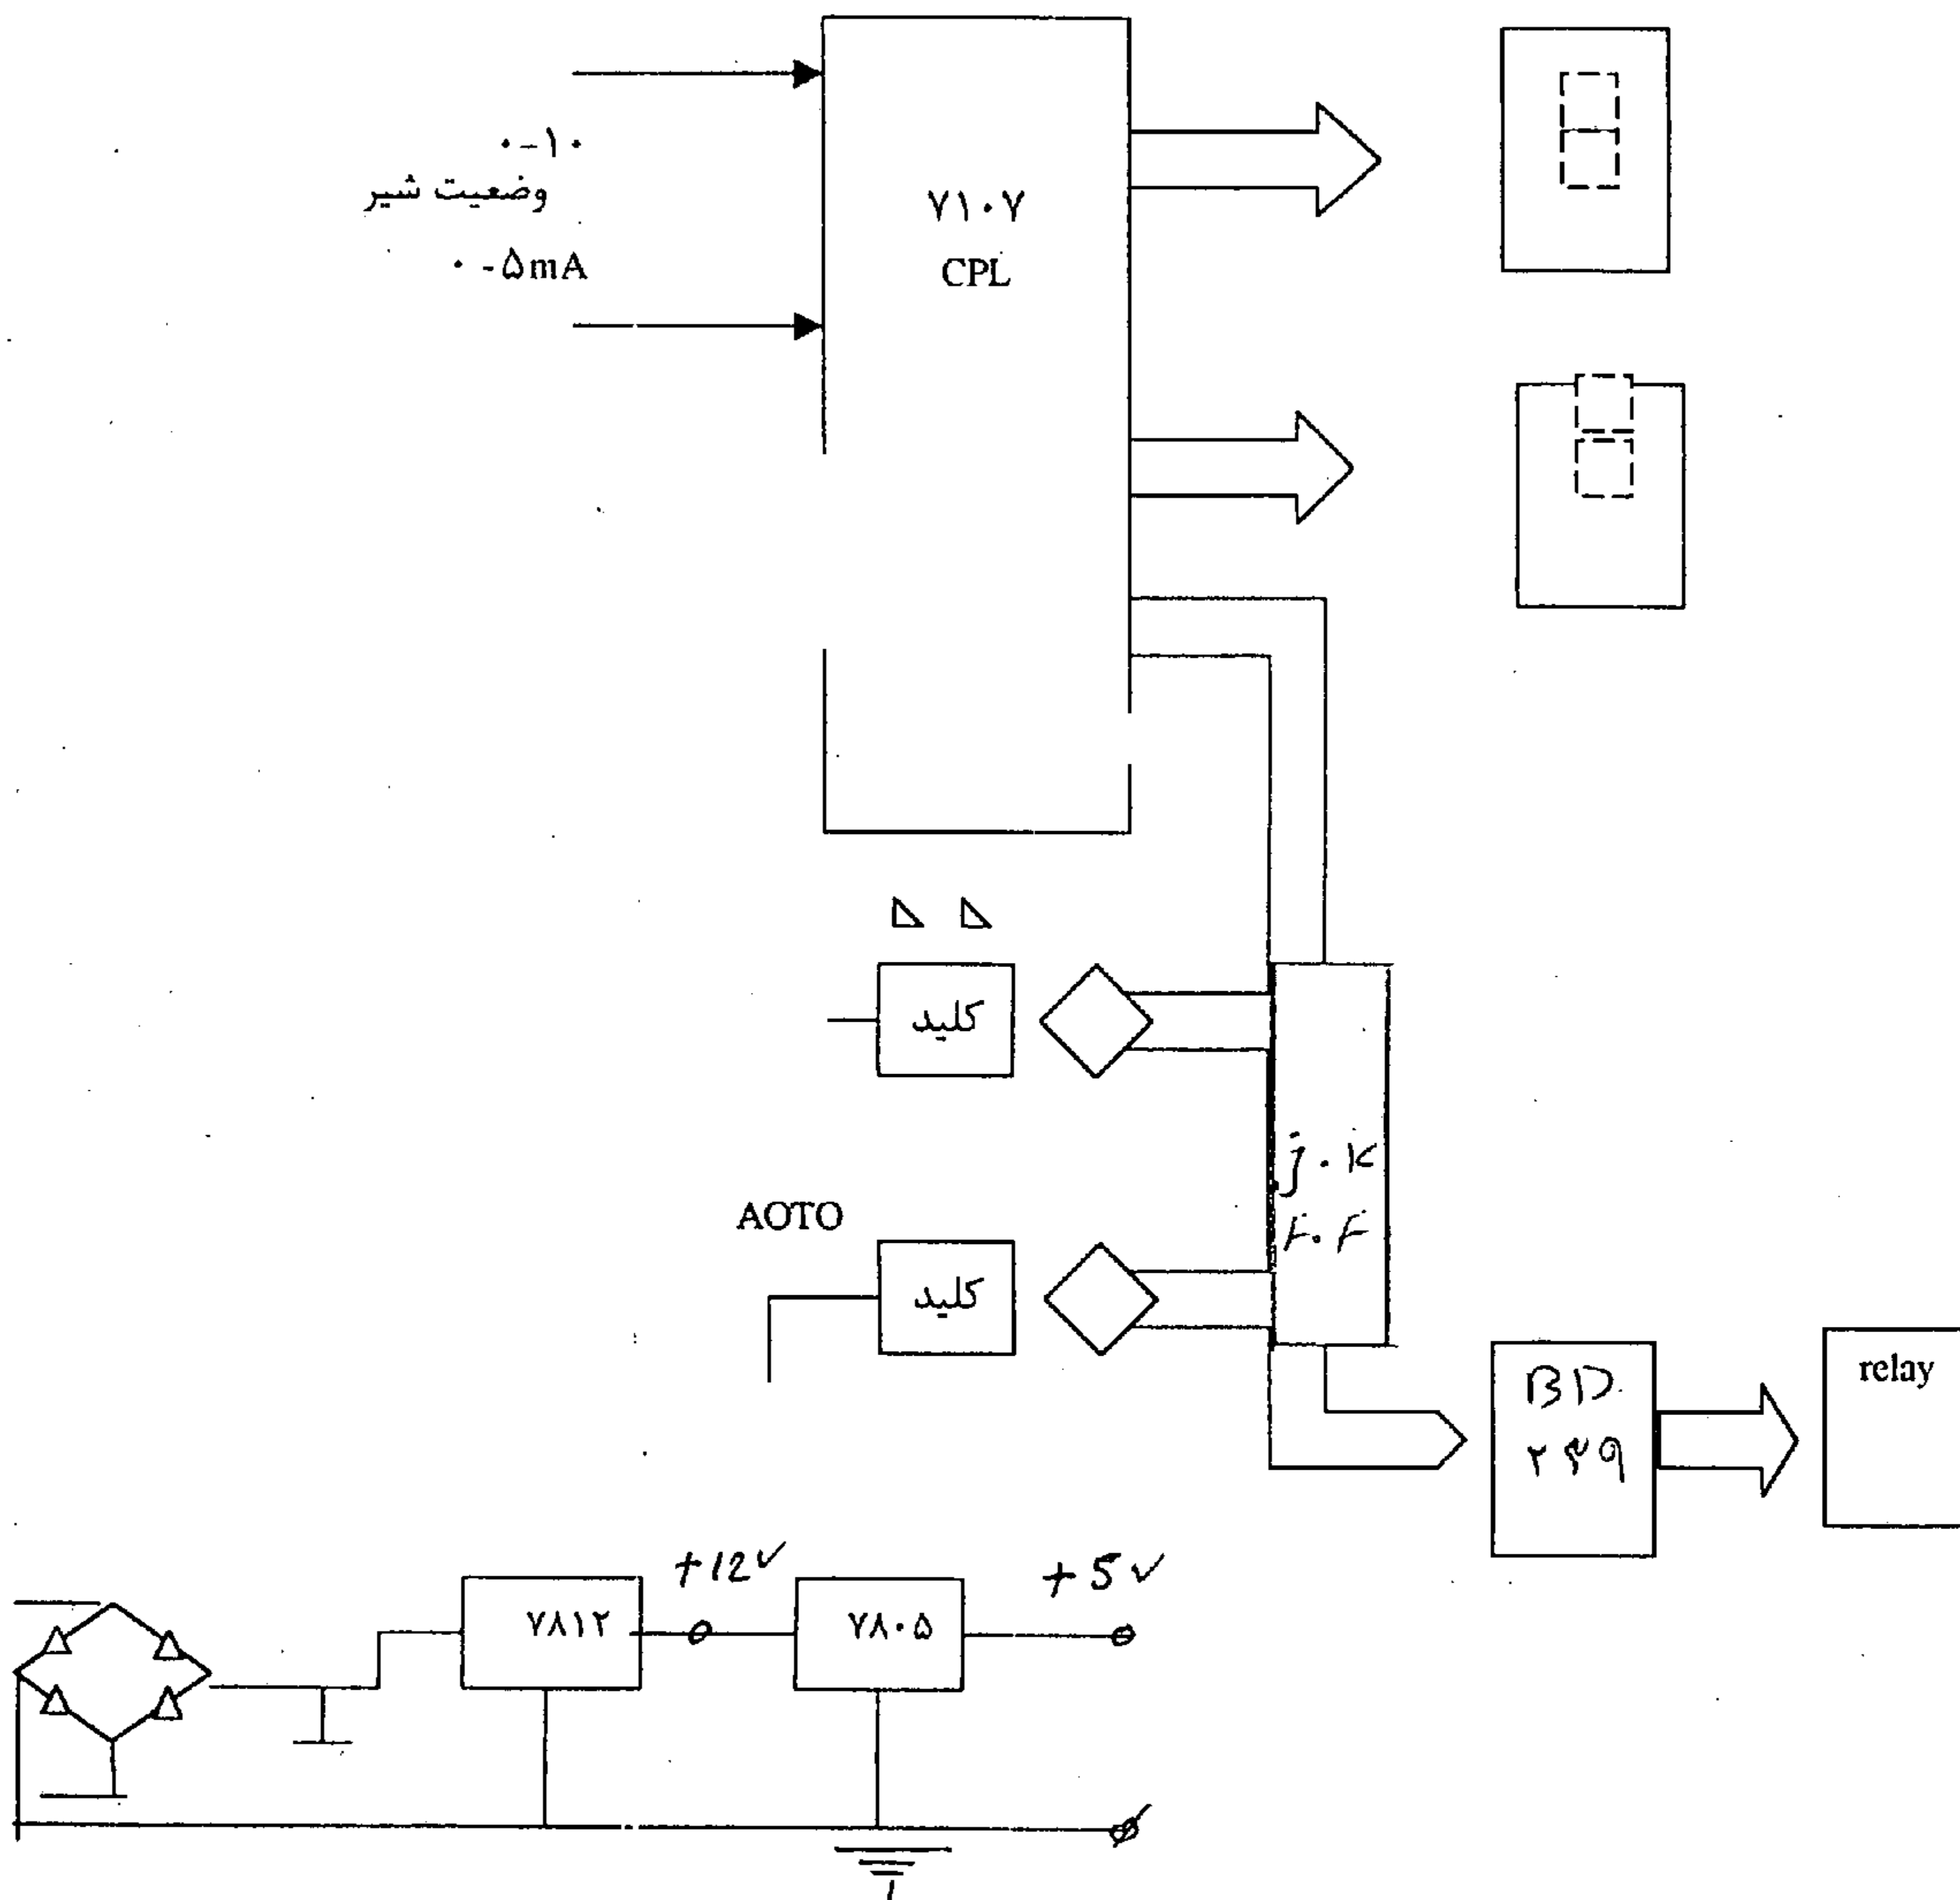 ۰-۱۰
وضعیت شیر
۰-۵mA
۷۱۰۷
CPL
کلید
j.k
F.F
AOTO
کلید
BD
۲۳۹
relay
+12v
+5v
۷۸۱۲
۷۸۰۵